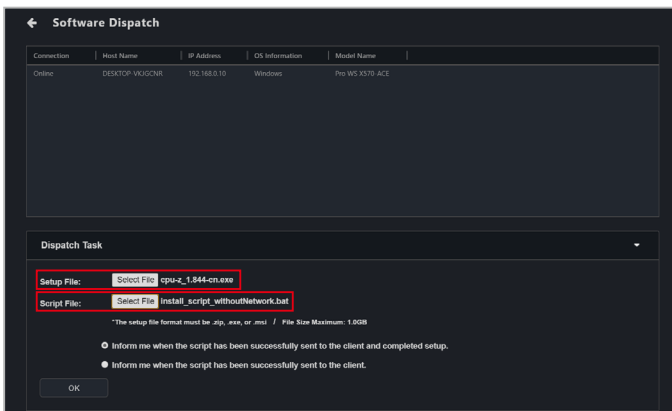 Software Dispatch
Connection Host Name IP Address OS Information Model Name
Online DESKTOP-VKJGCNR 192.168.0.10 Windows Pro WS X570-ACE
Dispatch Task
Setup File: Select File cpu-z_1.844-cn.exe
Script File: Select File install_script_withoutNetwork.bat
*The setup file format must be .zip, .exe, or .msi / File Size Maximum: 1.0GB
Inform me when the script has been successfully sent to the client and completed setup.
Inform me when the script has been successfully sent to the client.
OK